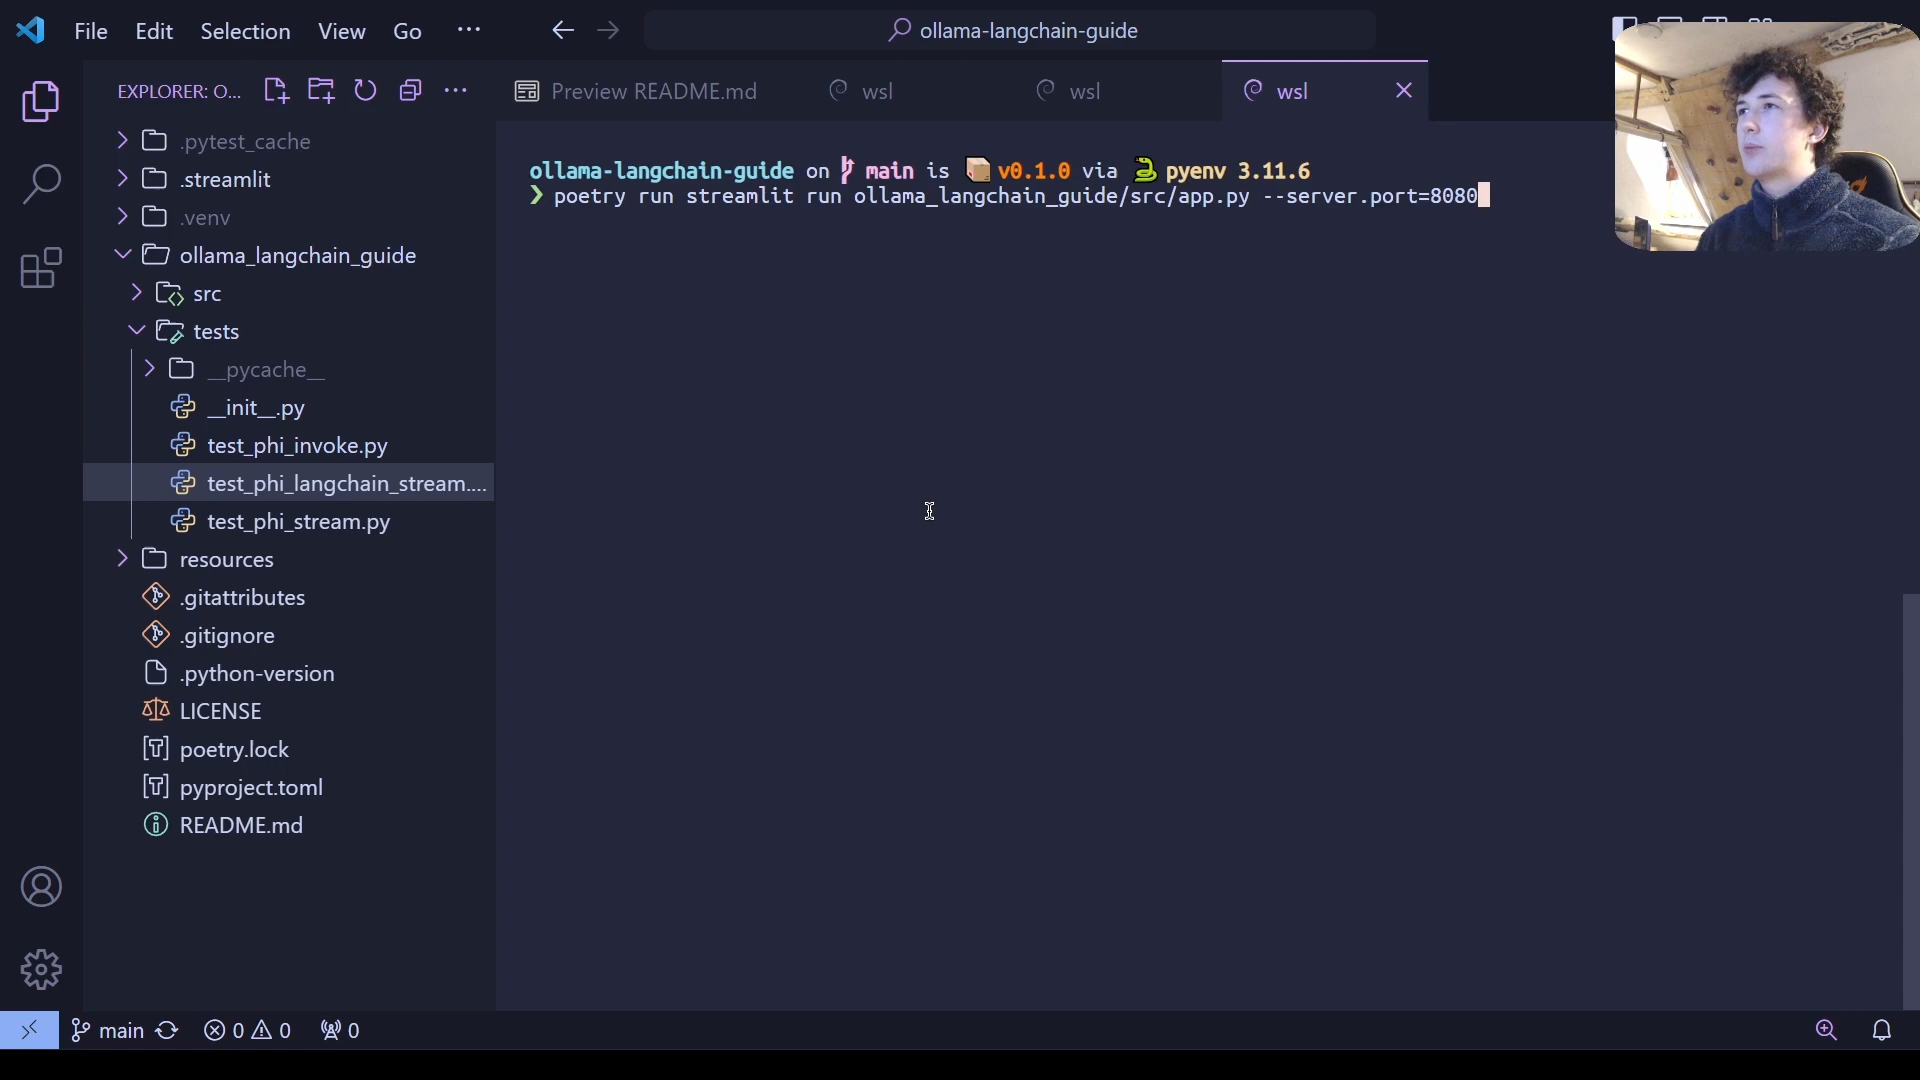 File Edit Selection View Go ...
ollama-langchain-guide
EXPLORER: O...
Preview README.md
wsl
wsl
wsl
.pytest_cache
.streamlit
.venv
ollama_langchain_guide
src
tests
__pycache__
__init__.py
test_phi_invoke.py
test_phi_langchain_stream....
test_phi_stream.py
resources
.gitattributes
.gitignore
.python-version
LICENSE
poetry.lock
pyproject.toml
README.md
ollama-langchain-guide on main is v0.1.0 via pyenv 3.11.6
❯ poetry run streamlit run ollama_langchain_guide/src/app.py --server.port=8080
main 0 0 0